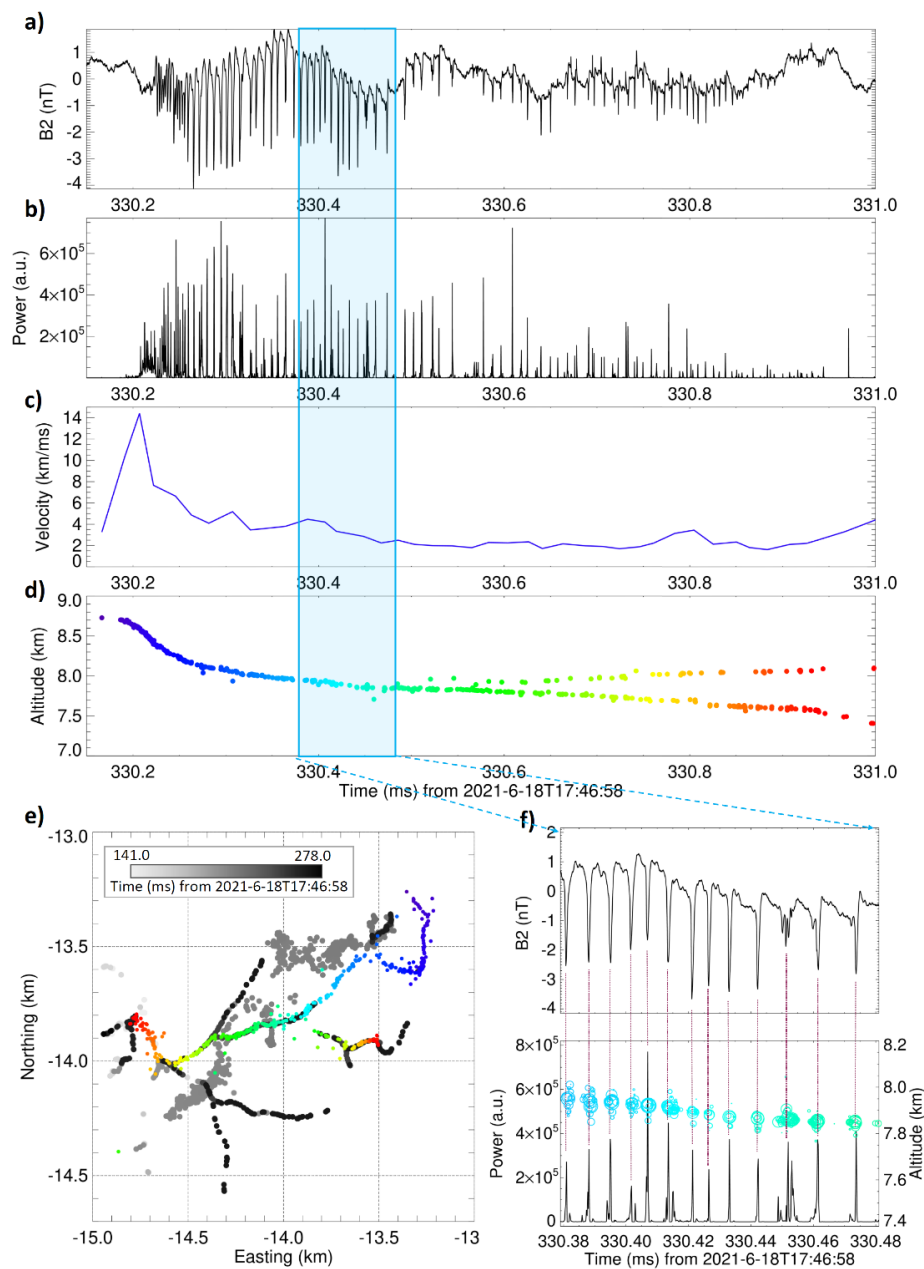 a)
B2 (nT)
1
0
-1
-2
-3
-4
330.2 330.4 330.6 330.8 331.0
b)
Power (a.u.)
6×10⁵
4×10⁵
2×10⁵
330.2 330.4 330.6 330.8 331.0
c)
Velocity (km/ms)
14
12
10
8
6
4
2
0
330.2 330.4 330.6 330.8 331.0
d)
Altitude (km)
9.0
8.5
8.0
7.5
7.0
330.2 330.4 330.6 330.8 331.0
Time (ms) from 2021-6-18T17:46:58
e)
141.0 278.0
Time (ms) from 2021-6-18T17:46:58
Northing (km)
-13.0
-13.5
-14.0
-14.5
-15.0 -14.5 -14.0 -13.5 -13
Easting (km)
f)
B2 (nT)
1
0
-1
-2
-3
-4
Power (a.u.)
8×10⁵
6×10⁵
4×10⁵
2×10⁵
0
8.2
8.0
7.8
7.6
7.4
Altitude (km)
330.38 330.40 330.42 330.44 330.46 330.48
Time (ms) from 2021-6-18T17:46:58